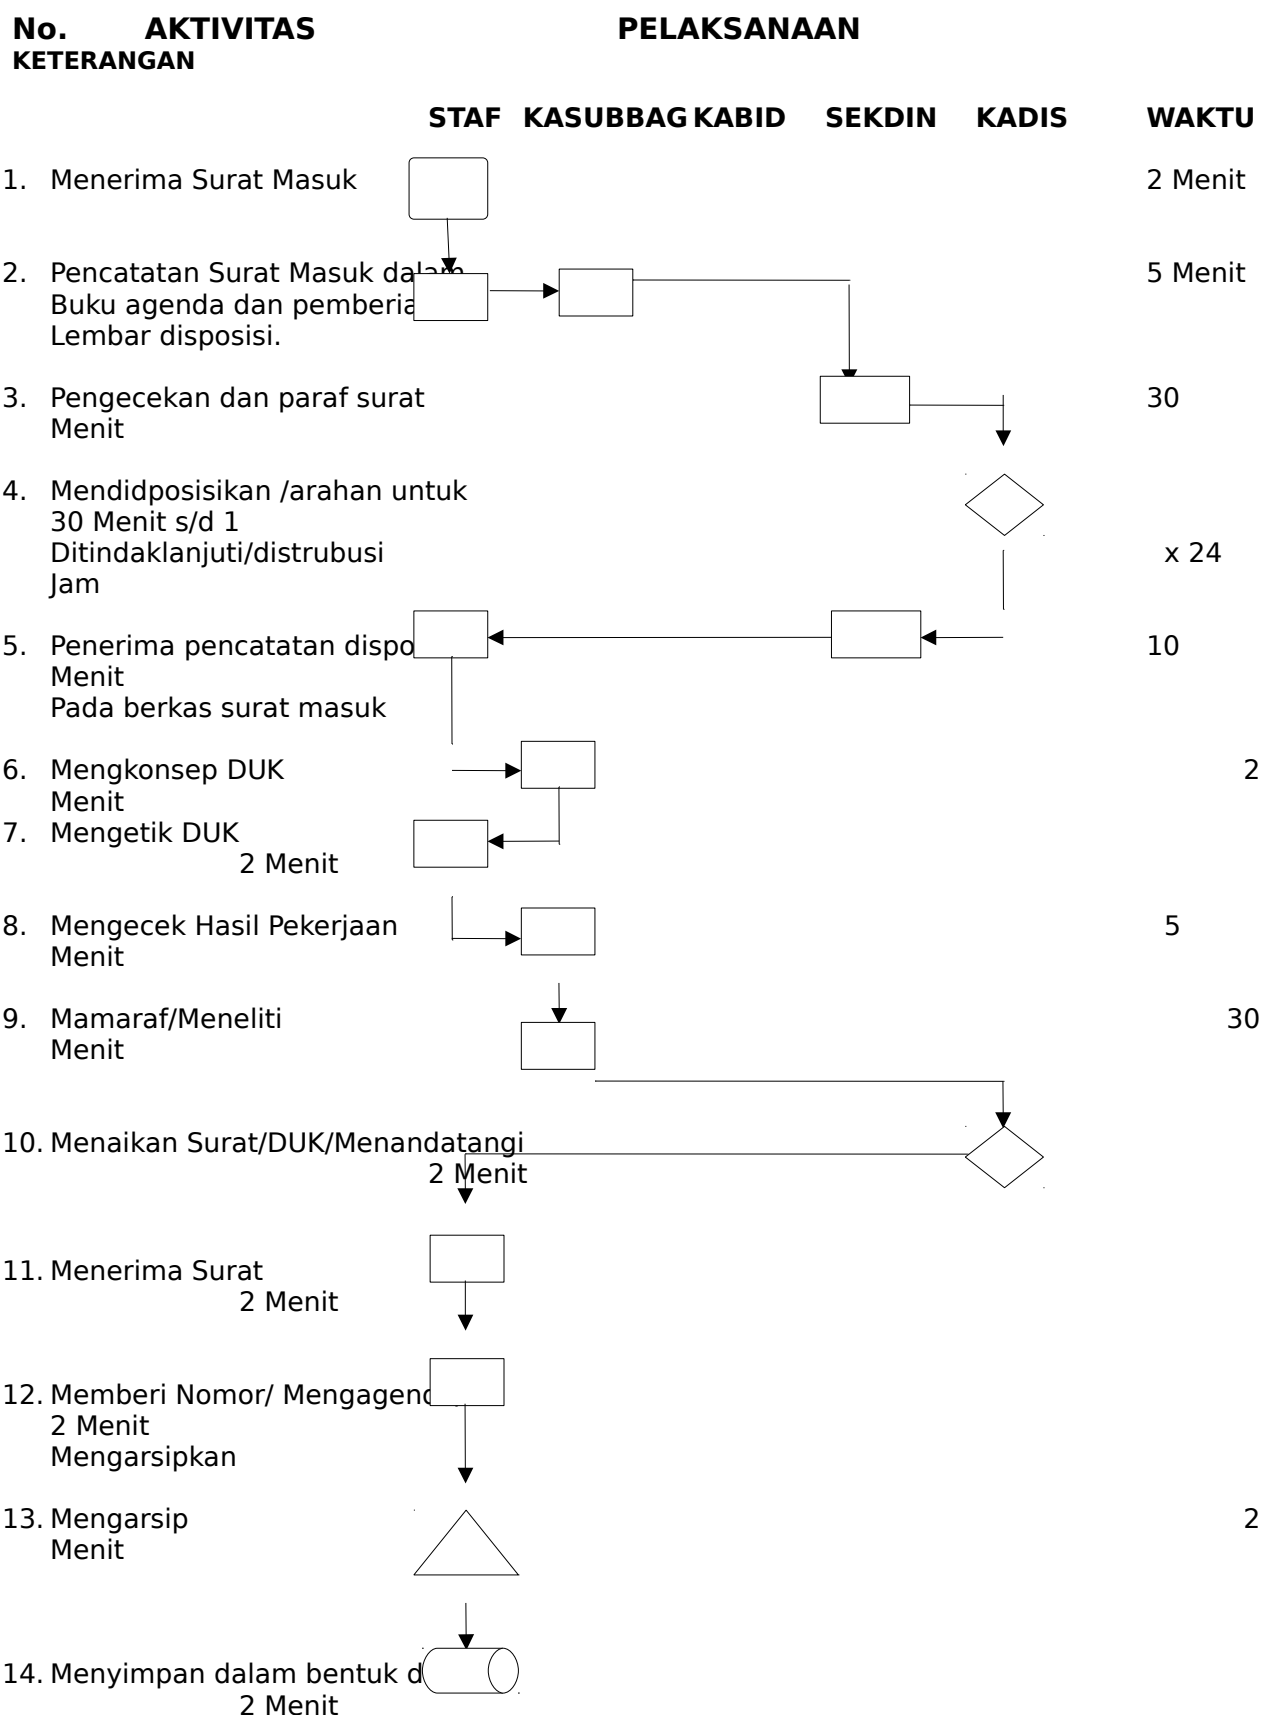 No. AKTIVITAS PELAKSANAAN
KETERANGAN
STAF KASUBBAG KABID SEKDIN KADIS WAKTU
1. Menerima Surat Masuk 2 Menit
2. Pencatatan Surat Masuk dalam 5 Menit
Buku agenda dan pemberia
Lembar disposisi.
3. Pengecekan dan paraf surat 30
Menit
4. Mendidposisikan /arahan untuk
30 Menit s/d 1
Ditindaklanjuti/distrubusi x 24
Jam
5. Penerima pencatatan dispo 10
Menit
Pada berkas surat masuk
6. Mengkonsep DUK 2
Menit
7. Mengetik DUK
2 Menit
8. Mengecek Hasil Pekerjaan 5
Menit
9. Mamaraf/Meneliti 30
Menit
10. Menaikan Surat/DUK/Menandatangi
2 Menit
11. Menerima Surat
2 Menit
12. Memberi Nomor/ Mengagend
2 Menit
Mengarsipkan
13. Mengarsip 2
Menit
14. Menyimpan dalam bentuk d
2 Menit